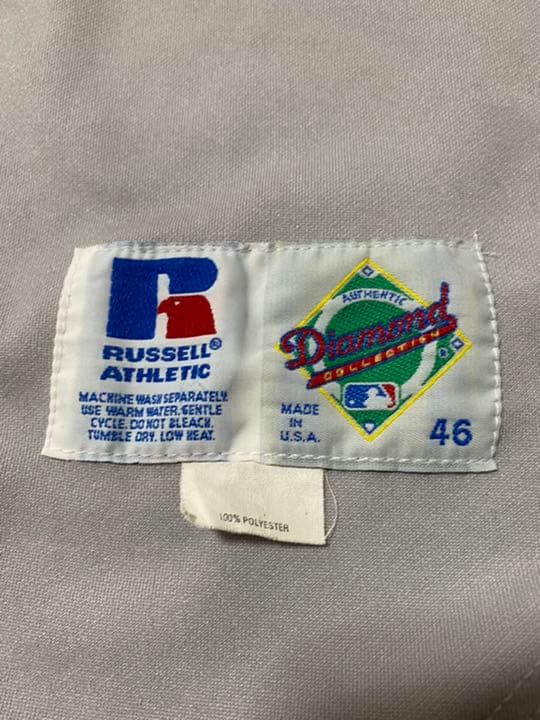 RUSSELL®
ATHLETIC
MACHINE WASH SEPARATELY.
USE WARM WATER. GENTLE
CYCLE. DO NOT BLEACH.
TUMBLE DRY. LOW HEAT.
AUTHENTIC
Diamond
COLLECTION
MADE
IN
U.S.A.
46
100% POLYESTER